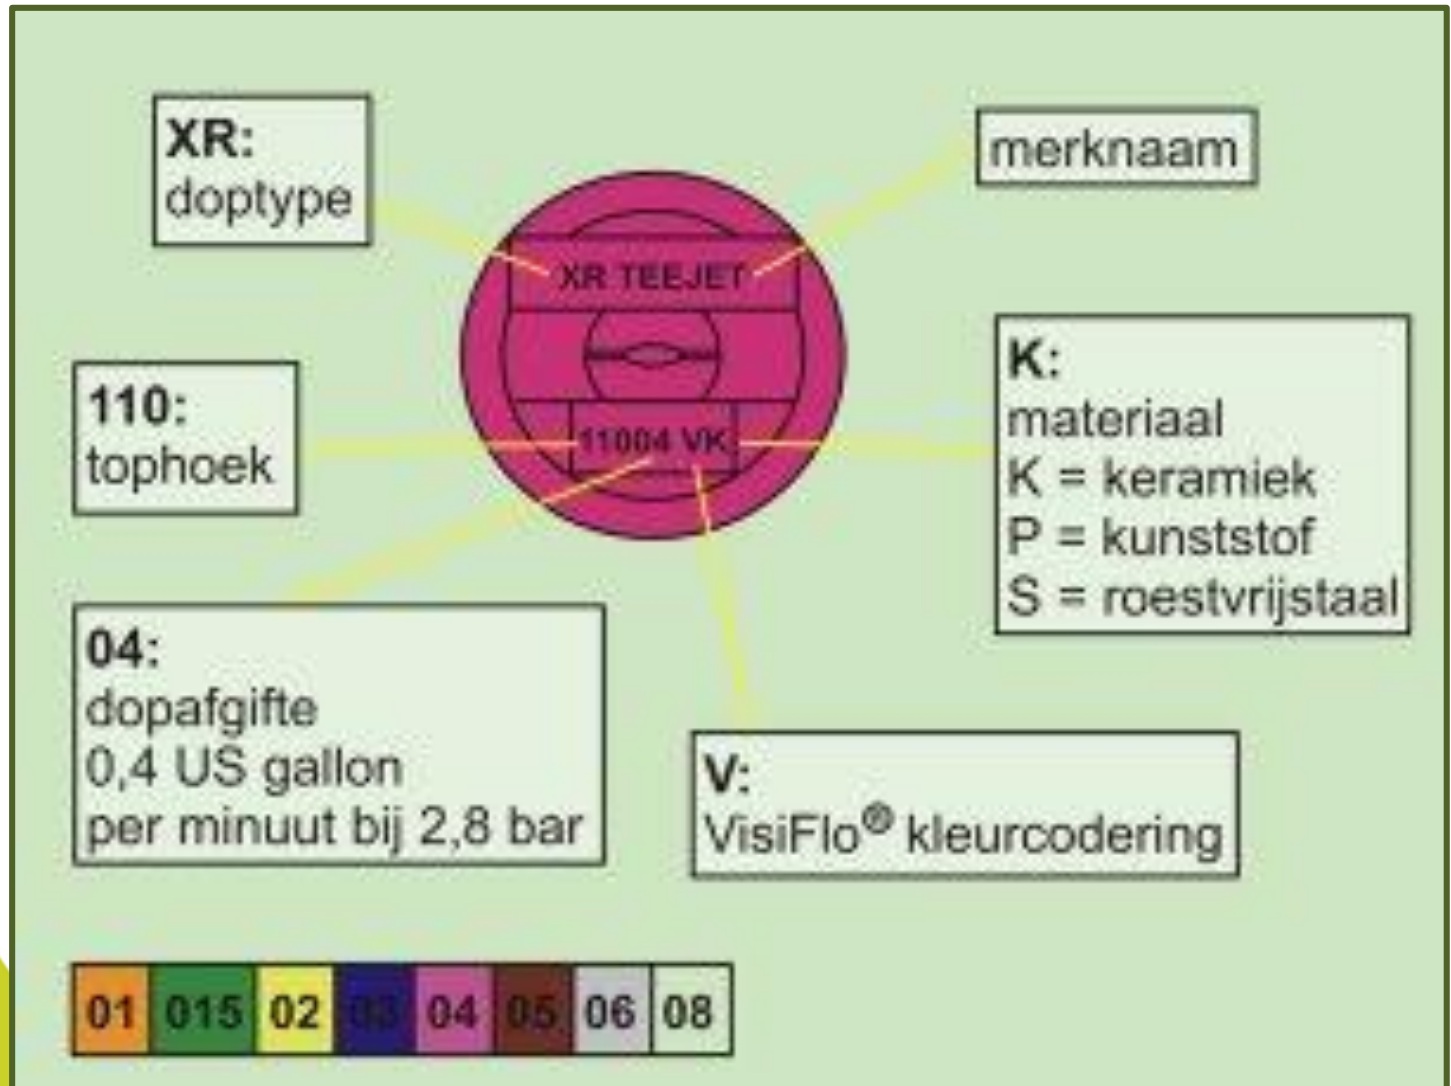 XR:
doptype
merknaam
XR TEEJET
110:
tophoek
11004 VK
K:
materiaal
K = keramiek
P = kunststof
S = roestvrijstaal
04:
dopafgifte
0,4 US gallon
per minuut bij 2,8 bar
V:
VisiFlo® kleurcodering
01 015 02 03 04 05 06 08